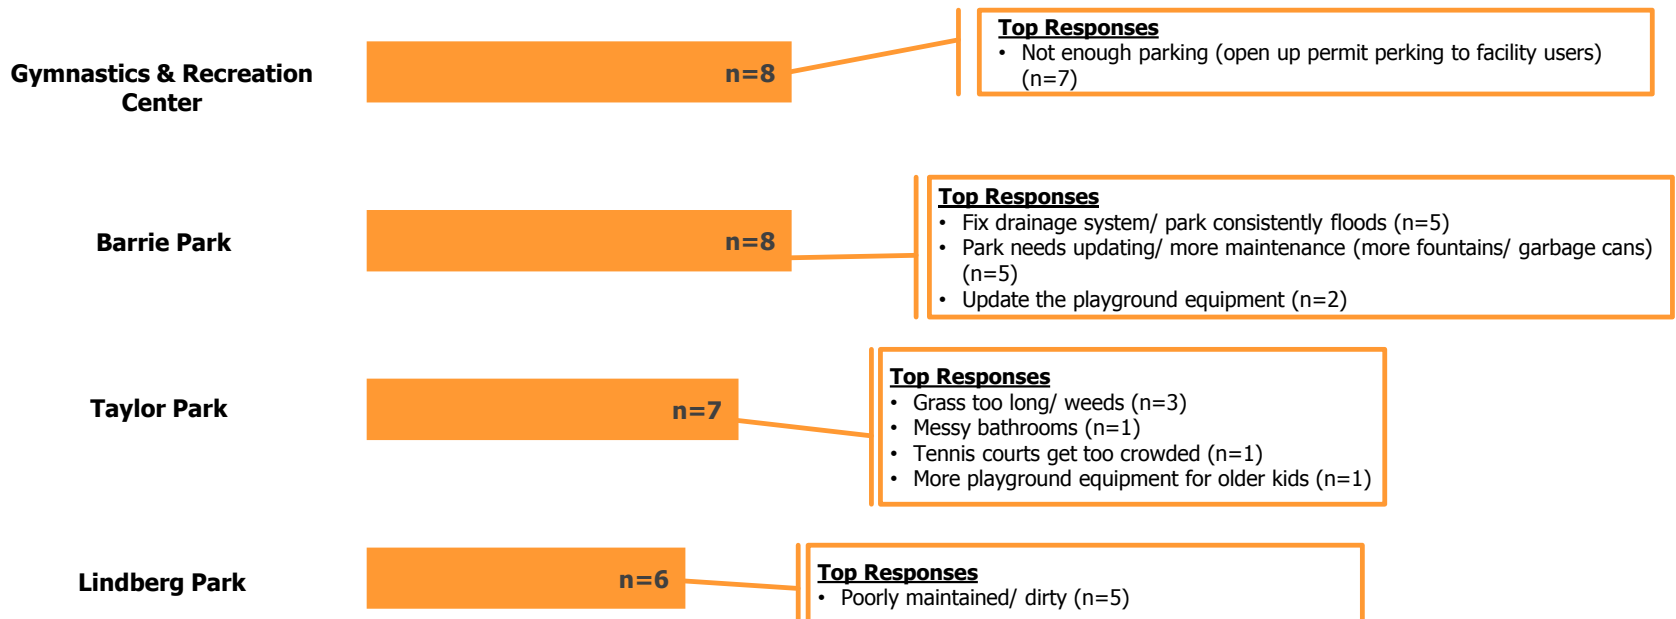 Gymnastics & Recreation
Center
n=8
Top Responses
• Not enough parking (open up permit perking to facility users)
(n=7)
Barrie Park
n=8
Top Responses
• Fix drainage system/ park consistently floods (n=5)
• Park needs updating/ more maintenance (more fountains/ garbage cans)
(n=5)
• Update the playground equipment (n=2)
Taylor Park
n=7
Top Responses
• Grass too long/ weeds (n=3)
• Messy bathrooms (n=1)
• Tennis courts get too crowded (n=1)
• More playground equipment for older kids (n=1)
Lindberg Park
n=6
Top Responses
• Poorly maintained/ dirty (n=5)